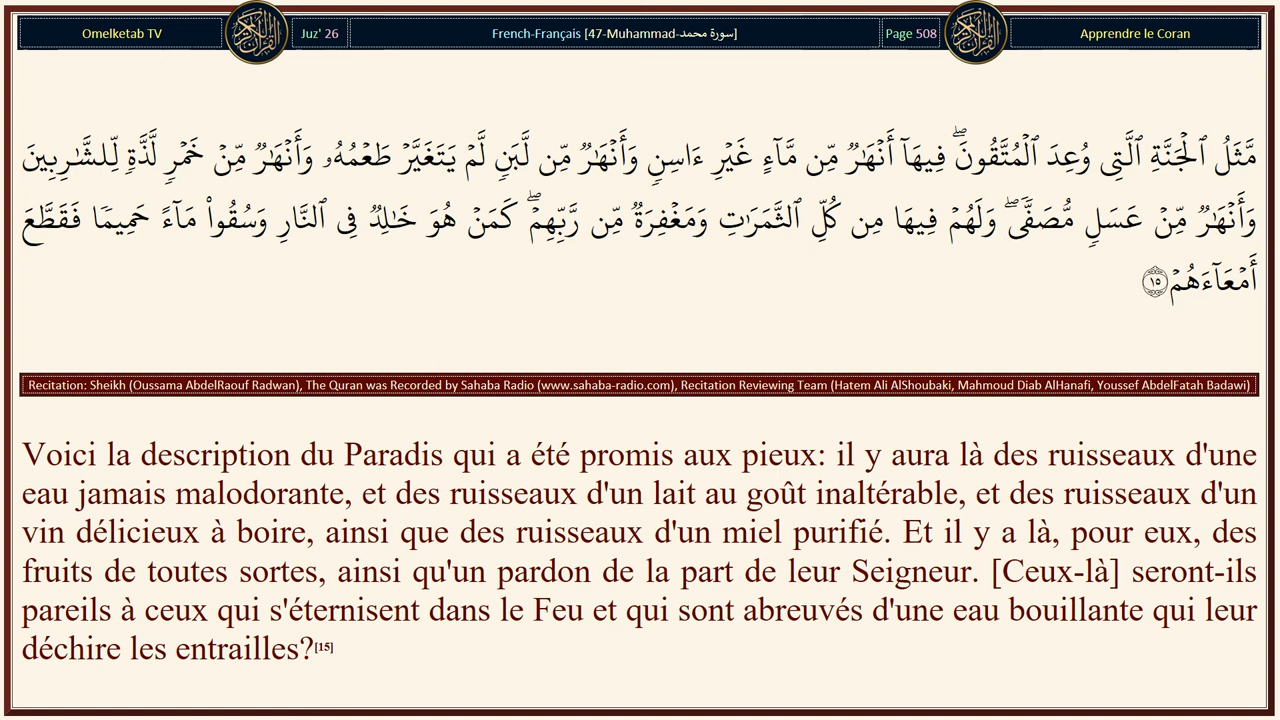 Omelketab TV
Juz' 26
French-Français [47-Muhammad-سورة محمد]
Page 508
Apprendre le Coran
مَّثَلُ ٱلْجَنَّةِ ٱلَّتِى وُعِدَ ٱلْمُتَّقُونَ ۖ فِيهَآ أَنْهَـٰرٌ مِّن مَّآءٍ غَيْرِ ءَاسِنٍ وَأَنْهَـٰرٌ مِّن لَّبَنٍ لَّمْ يَتَغَيَّرْ طَعْمُهُۥ وَأَنْهَـٰرٌ مِّنْ خَمْرٍ لَّذَّةٍ لِّلشَّـٰرِبِينَ
وَأَنْهَـٰرٌ مِّنْ عَسَلٍ مُّصَفًّى ۖ وَلَهُمْ فِيهَا مِن كُلِّ ٱلثَّمَرَٰتِ وَمَغْفِرَةٌ مِّن رَّبِّهِمْ ۖ كَمَنْ هُوَ خَـٰلِدٌ فِى ٱلنَّارِ وَسُقُوا۟ مَآءً حَمِيمًا فَقَطَّعَ
أَمْعَآءَهُمْ ١٥
Recitation: Sheikh (Oussama AbdelRaouf Radwan), The Quran was Recorded by Sahaba Radio (www.sahaba-radio.com), Recitation Reviewing Team (Hatem Ali AlShoubaki, Mahmoud Diab AlHanafi, Youssef AbdelFatah Badawi)
Voici la description du Paradis qui a été promis aux pieux: il y aura là des ruisseaux d'une
eau jamais malodorante, et des ruisseaux d'un lait au goût inaltérable, et des ruisseaux d'un
vin délicieux à boire, ainsi que des ruisseaux d'un miel purifié. Et il y a là, pour eux, des
fruits de toutes sortes, ainsi qu'un pardon de la part de leur Seigneur. [Ceux-là] seront-ils
pareils à ceux qui s'éternisent dans le Feu et qui sont abreuvés d'une eau bouillante qui leur
déchire les entrailles?[15]